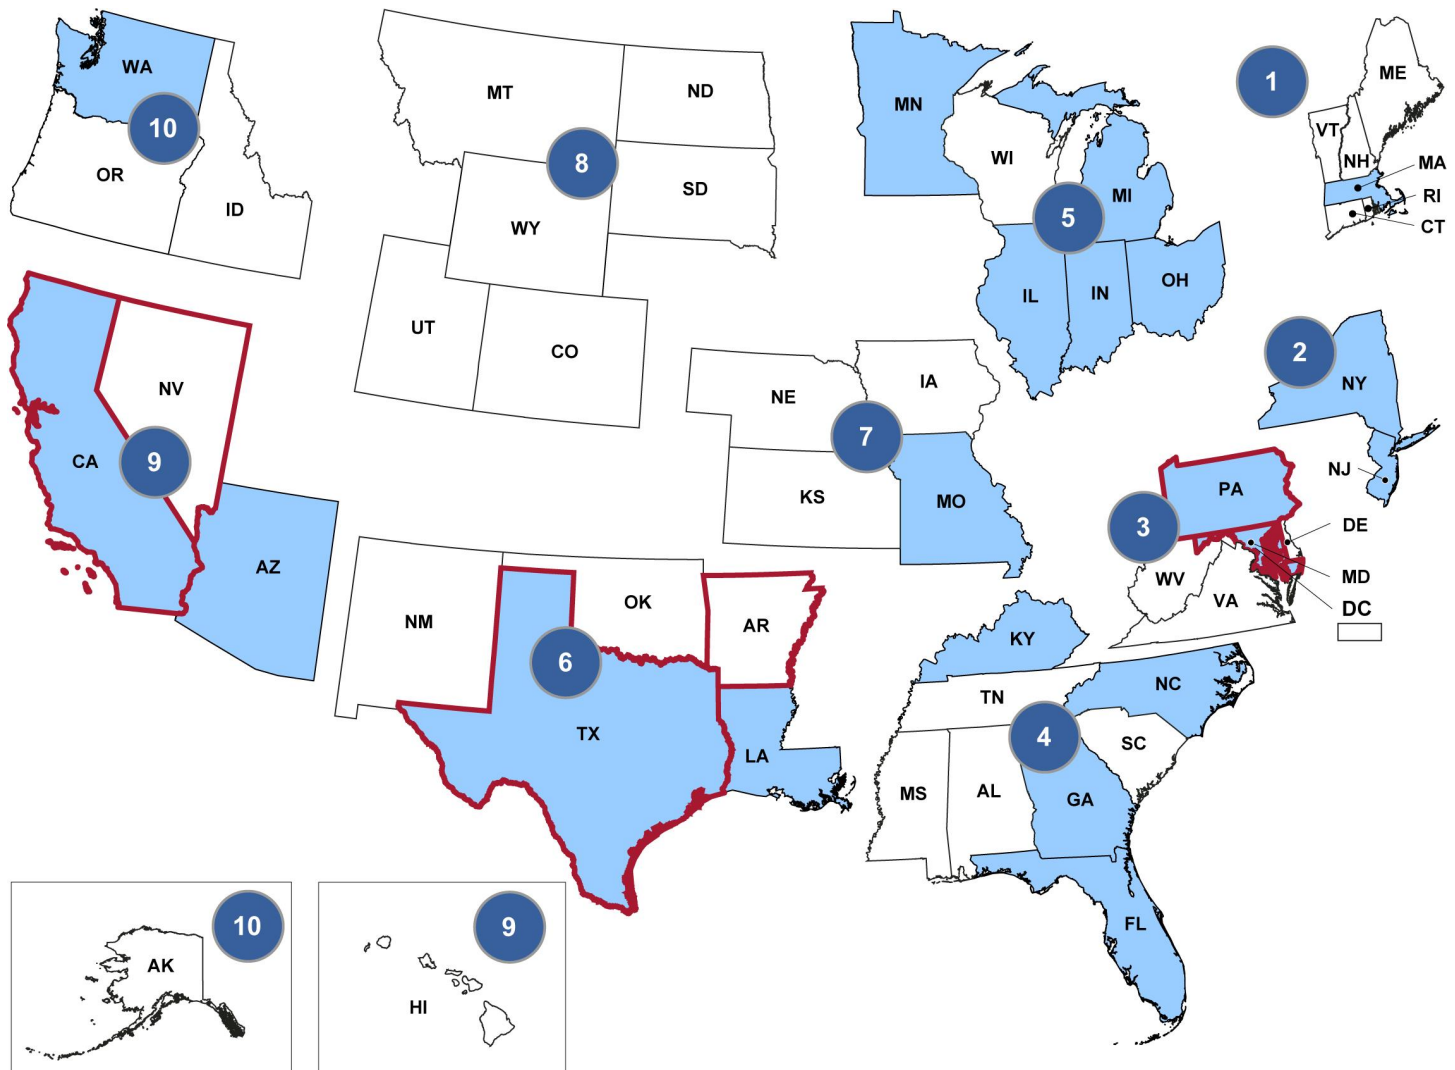 WA
10
OR
ID
MT
ND
8
SD
WY
UT
CO
MN
WI
MI
5
IL
IN
OH
1
ME
VT
NH
MA
RI
CT
2
NY
NJ
NV
CA
9
AZ
NE
IA
7
KS
MO
3
PA
DE
MD
DC
WV
VA
NM
OK
AR
6
TX
LA
KY
TN
NC
4
SC
MS
AL
GA
FL
10
AK
9
HI